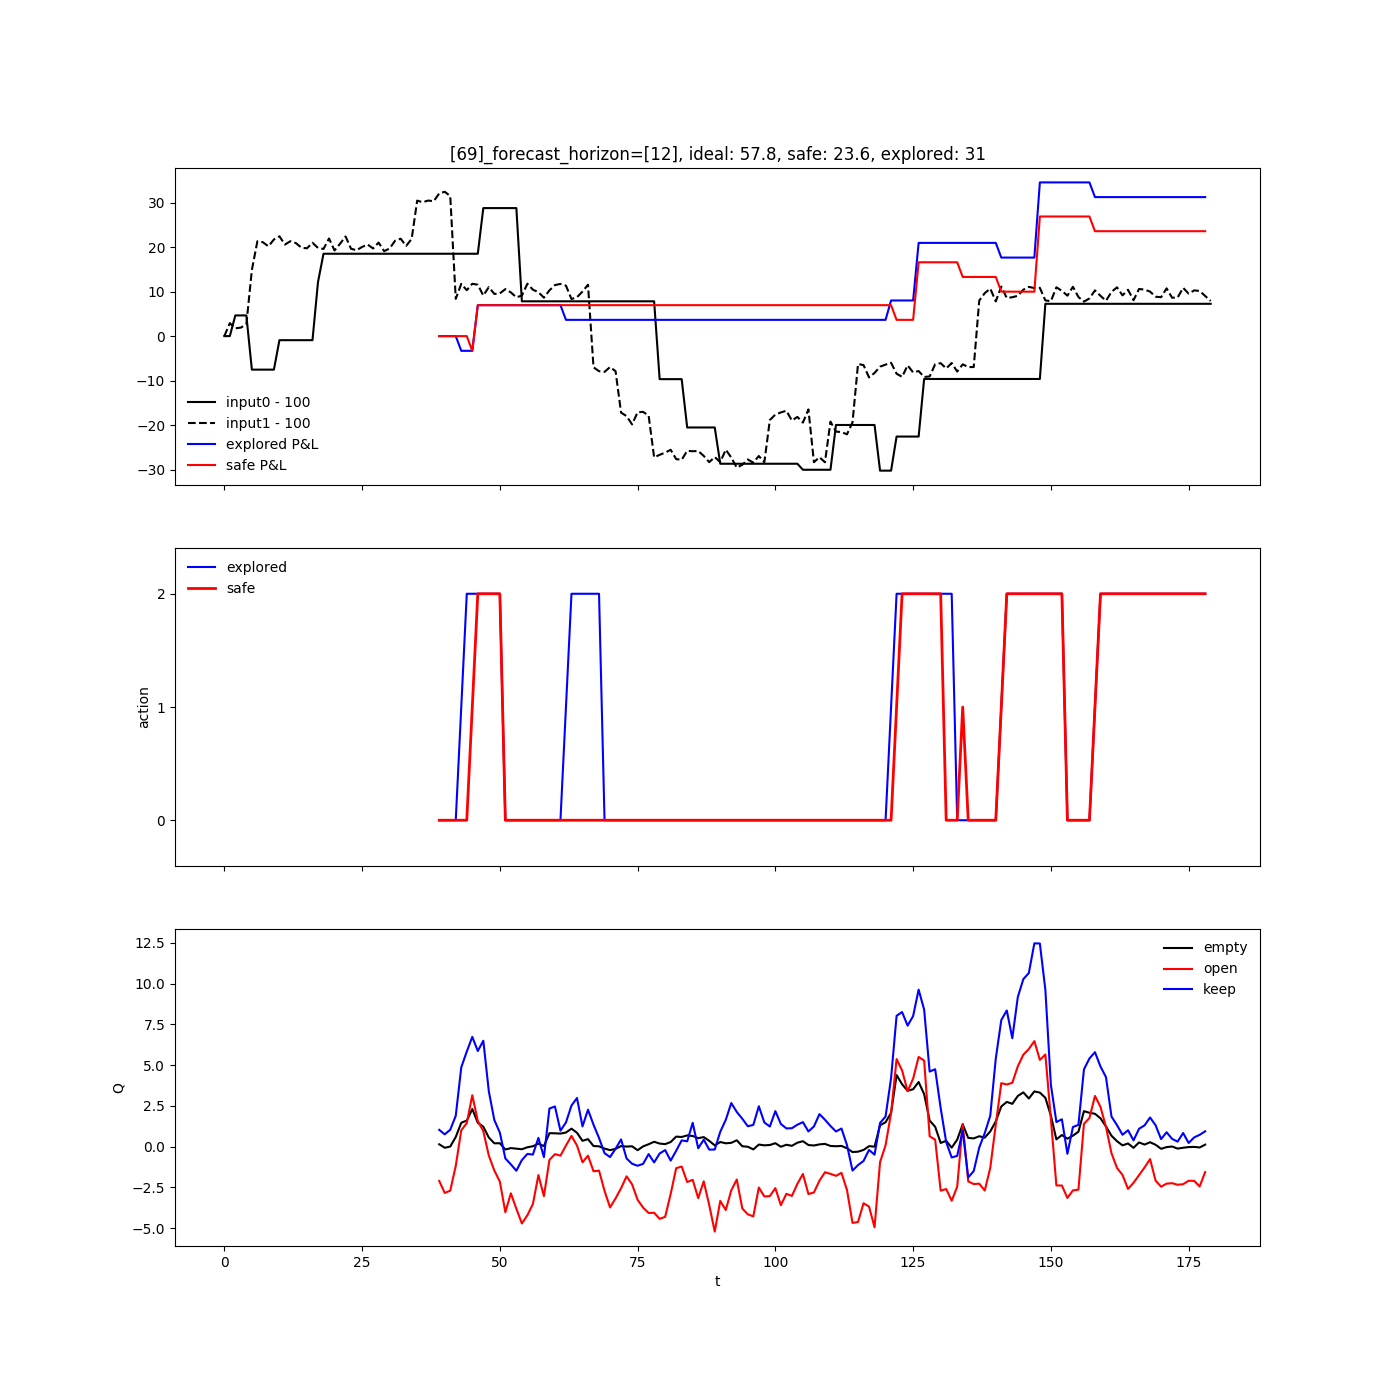 [69]_forecast_horizon=[12], ideal: 57.8, safe: 23.6, explored: 31
30
20
10
0
−10
−20
−30
input0 - 100
input1 - 100
explored P&L
safe P&L
explored
safe
2
1
0
action
empty
open
keep
12.5
10.0
7.5
5.0
2.5
0.0
−2.5
−5.0
Q
0 25 50 75 100 125 150 175
t